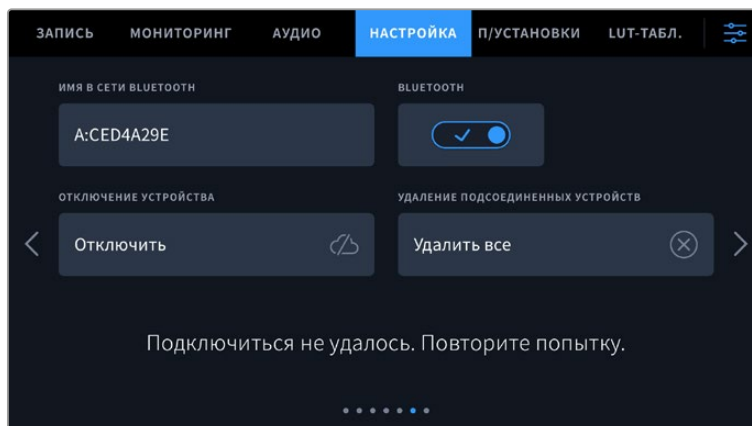 ЗАПИСЬ МОНИТОРИНГ АУДИО НАСТРОЙКА П/УСТАНОВКИ LUT-ТАБЛ.
ИМЯ В СЕТИ BLUETOOTH BLUETOOTH
A:CED4A29E
ОТКЛЮЧЕНИЕ УСТРОЙСТВА УДАЛЕНИЕ ПОДСОЕДИНЕННЫХ УСТРОЙСТВ
Отключить Удалить все
Подключиться не удалось. Повторите попытку.